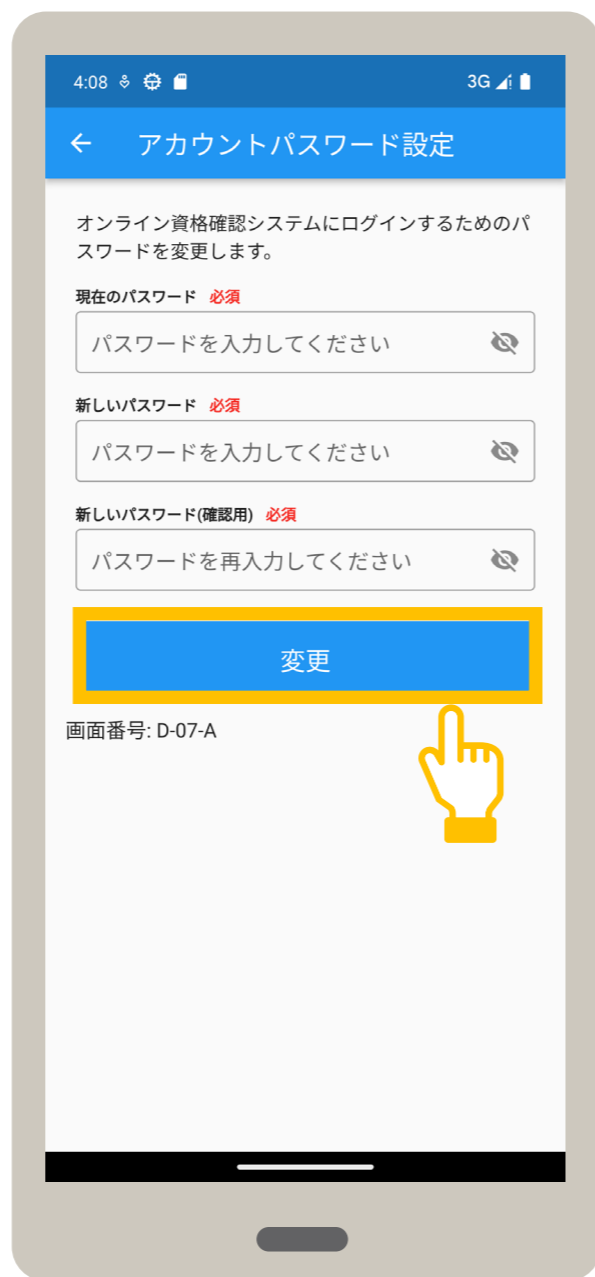 4:08
3G
アカウントパスワード設定
オンライン資格確認システムにログインするためのパ
スワードを変更します。
現在のパスワード 必須
パスワードを入力してください
新しいパスワード 必須
パスワードを入力してください
新しいパスワード(確認用) 必須
パスワードを再入力してください
変更
画面番号: D-07-A